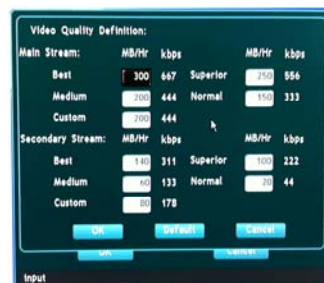 Video Quality Definition:
Main Stream: MB/Hr kbps MB/Hr kbps
Best 300 667 Superior 250 556
Medium 200 444 Normal 150 333
Custom 200 444
Secondary Stream: MB/Hr kbps MB/Hr kbps
Best 140 311 Superior 100 222
Medium 60 133 Normal 20 44
Custom 80 178
OK Default Cancel
OK Cancel
Input